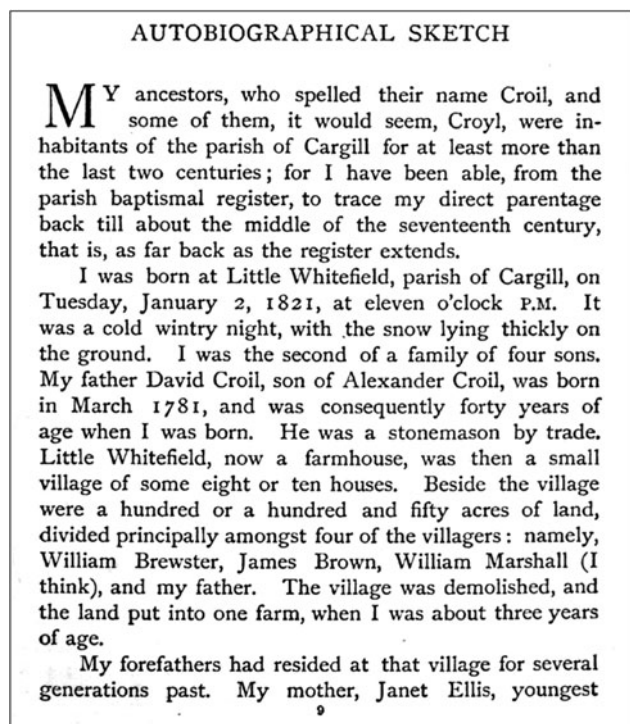 AUTOBIOGRAPHICAL SKETCH
MY ancestors, who spelled their name Croil, and
some of them, it would seem, Croyl, were in-
habitants of the parish of Cargill for at least more than
the last two centuries; for I have been able, from the
parish baptismal register, to trace my direct parentage
back till about the middle of the seventeenth century,
that is, as far back as the register extends.
I was born at Little Whitefield, parish of Cargill, on
Tuesday, January 2, 1821, at eleven o'clock P.M. It
was a cold wintry night, with the snow lying thickly on
the ground. I was the second of a family of four sons.
My father David Croil, son of Alexander Croil, was born
in March 1781, and was consequently forty years of
age when I was born. He was a stonemason by trade.
Little Whitefield, now a farmhouse, was then a small
village of some eight or ten houses. Beside the village
were a hundred or a hundred and fifty acres of land,
divided principally amongst four of the villagers: namely,
William Brewster, James Brown, William Marshall (I
think), and my father. The village was demolished, and
the land put into one farm, when I was about three years
of age.
My forefathers had resided at that village for several
generations past. My mother, Janet Ellis, youngest
9